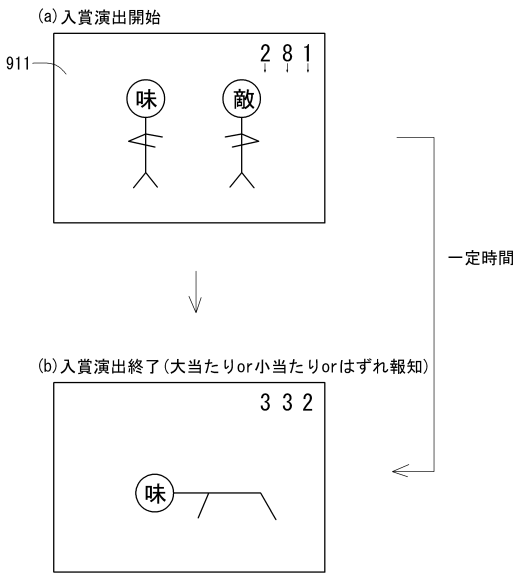 (a)入賞演出開始
911
2 8 1
味
敵
一定時間
(b)入賞演出終了(大当たりor小当たりorはずれ報知)
3 3 2
味